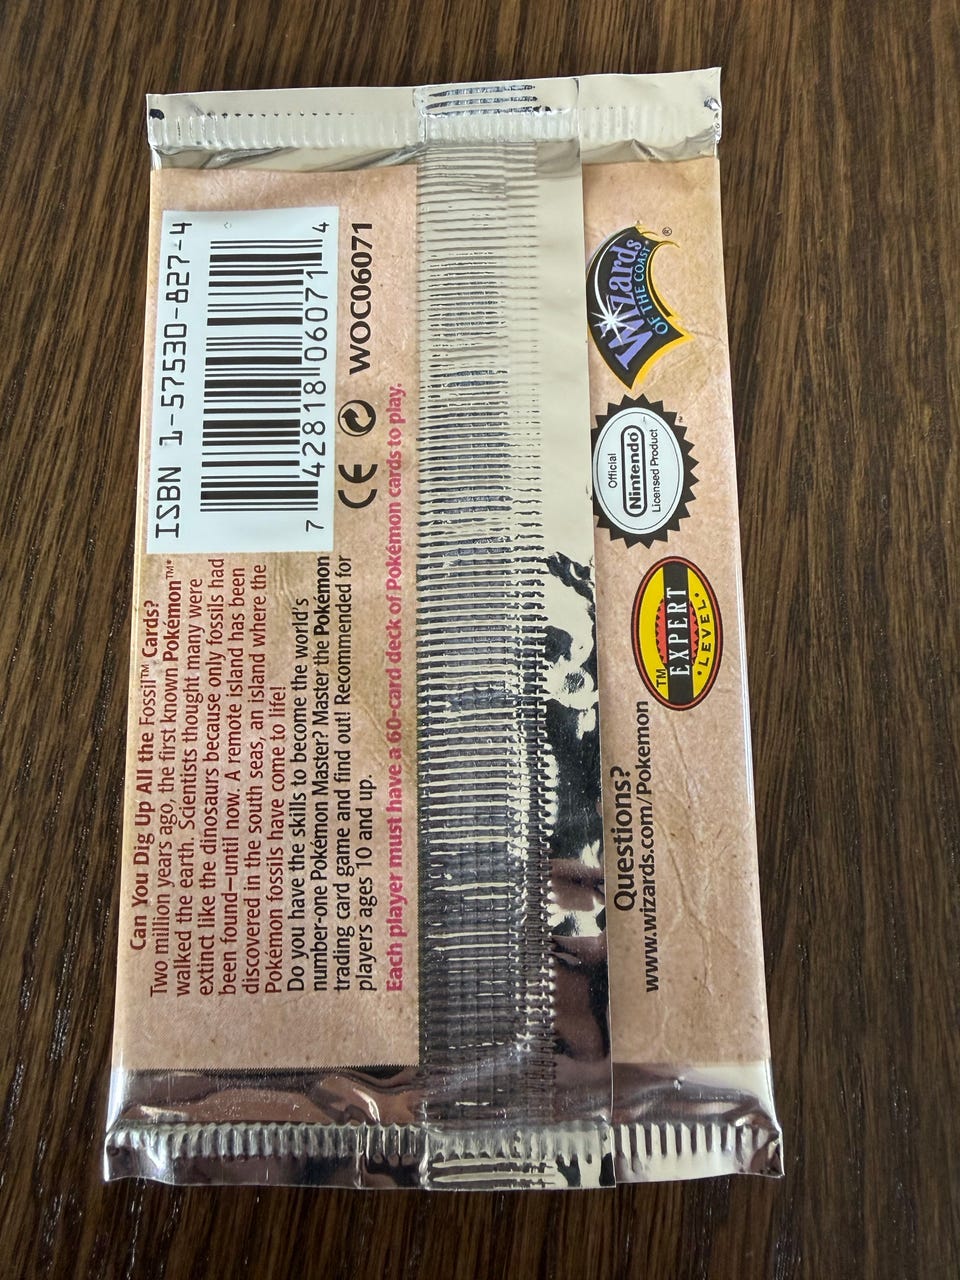 Can You Dig Up All the Fossil™ Cards?
Two million years ago, the first known Pokémon™*
walked the earth. Scientists thought many were
extinct like the dinosaurs because only fossils had
been found—until now. A remote island has been
discovered in the south seas, an island where the
Pokémon fossils have come to life!
Do you have the skills to become the world's
number-one Pokémon Master? Master the Pokémon
trading card game and find out! Recommended for
players ages 10 and up.
Each player must have a 60-card deck of Pokémon cards to play.
ISBN 1-57530-827-4
7 42818 06071 4
CE WOC06071
Questions?
www.wizards.com/Pokemon
TM
EXPERT
LEVEL
Official
Nintendo
Licensed Product
™
Wizards
OF THE COAST
®